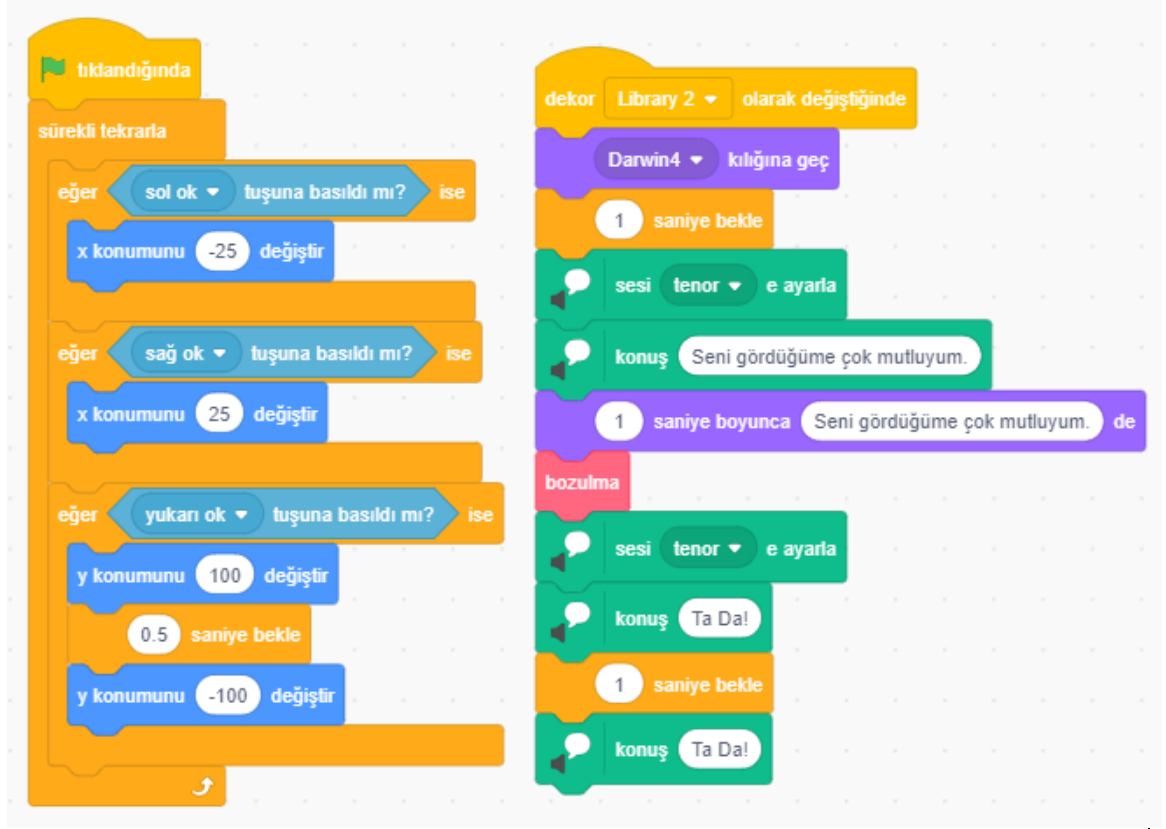 tıklandığında
sürekli tekrarla
eğer sol ok tuşuna basıldı mı? ise
x konumunu -25 değiştir
eğer sağ ok tuşuna basıldı mı? ise
x konumunu 25 değiştir
eğer yukarı ok tuşuna basıldı mı? ise
y konumunu 100 değiştir
0.5 saniye bekle
y konumunu -100 değiştir
dekor Library 2 olarak değiştiğinde
Darwin4 kılığına geç
1 saniye bekle
sesi tenor e ayarla
konuş Seni gördüğüme çok mutluyum.
1 saniye boyunca Seni gördüğüme çok mutluyum. de
bozulma
sesi tenor e ayarla
konuş Ta Da!
1 saniye bekle
konuş Ta Da!